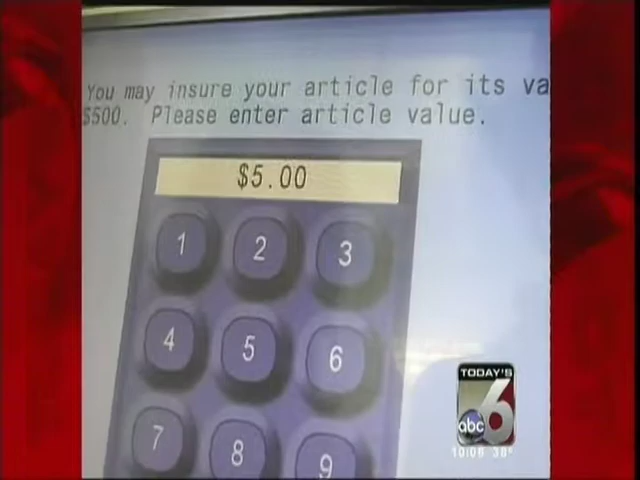 You may insure your article for its va
$500. Please enter article value.
$5.00
1 2 3
4 5 6
7 8 9
TODAY'S
abc 6
10:06 38°